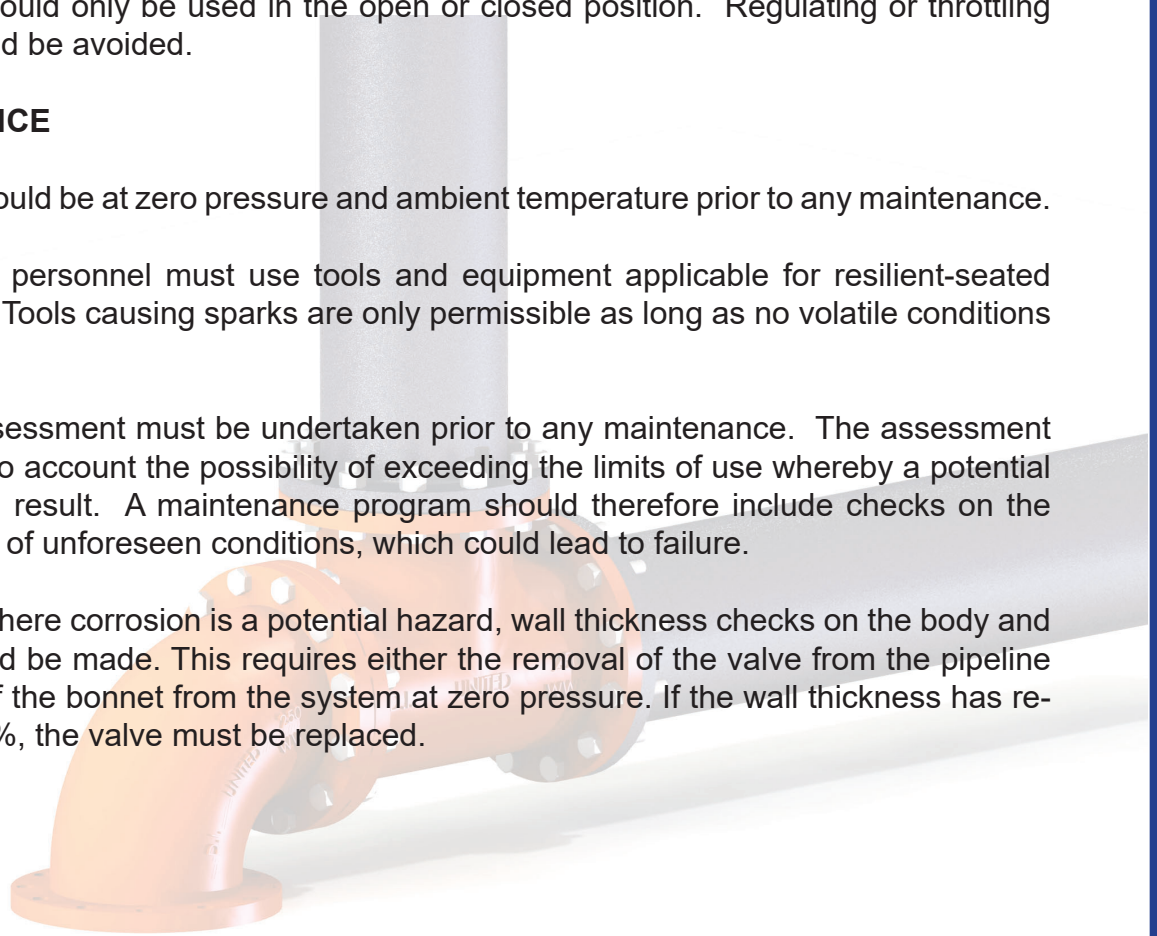 ould only be used in the open or closed position. Regulating or throttling
d be avoided.
ICE
ould be at zero pressure and ambient temperature prior to any maintenance.
personnel must use tools and equipment applicable for resilient-seated
Tools causing sparks are only permissible as long as no volatile conditions
sessment must be undertaken prior to any maintenance. The assessment
o account the possibility of exceeding the limits of use whereby a potential
result. A maintenance program should therefore include checks on the
of unforeseen conditions, which could lead to failure.
here corrosion is a potential hazard, wall thickness checks on the body and
d be made. This requires either the removal of the valve from the pipeline
f the bonnet from the system at zero pressure. If the wall thickness has re-
%, the valve must be replaced.
UNITED
UNITED